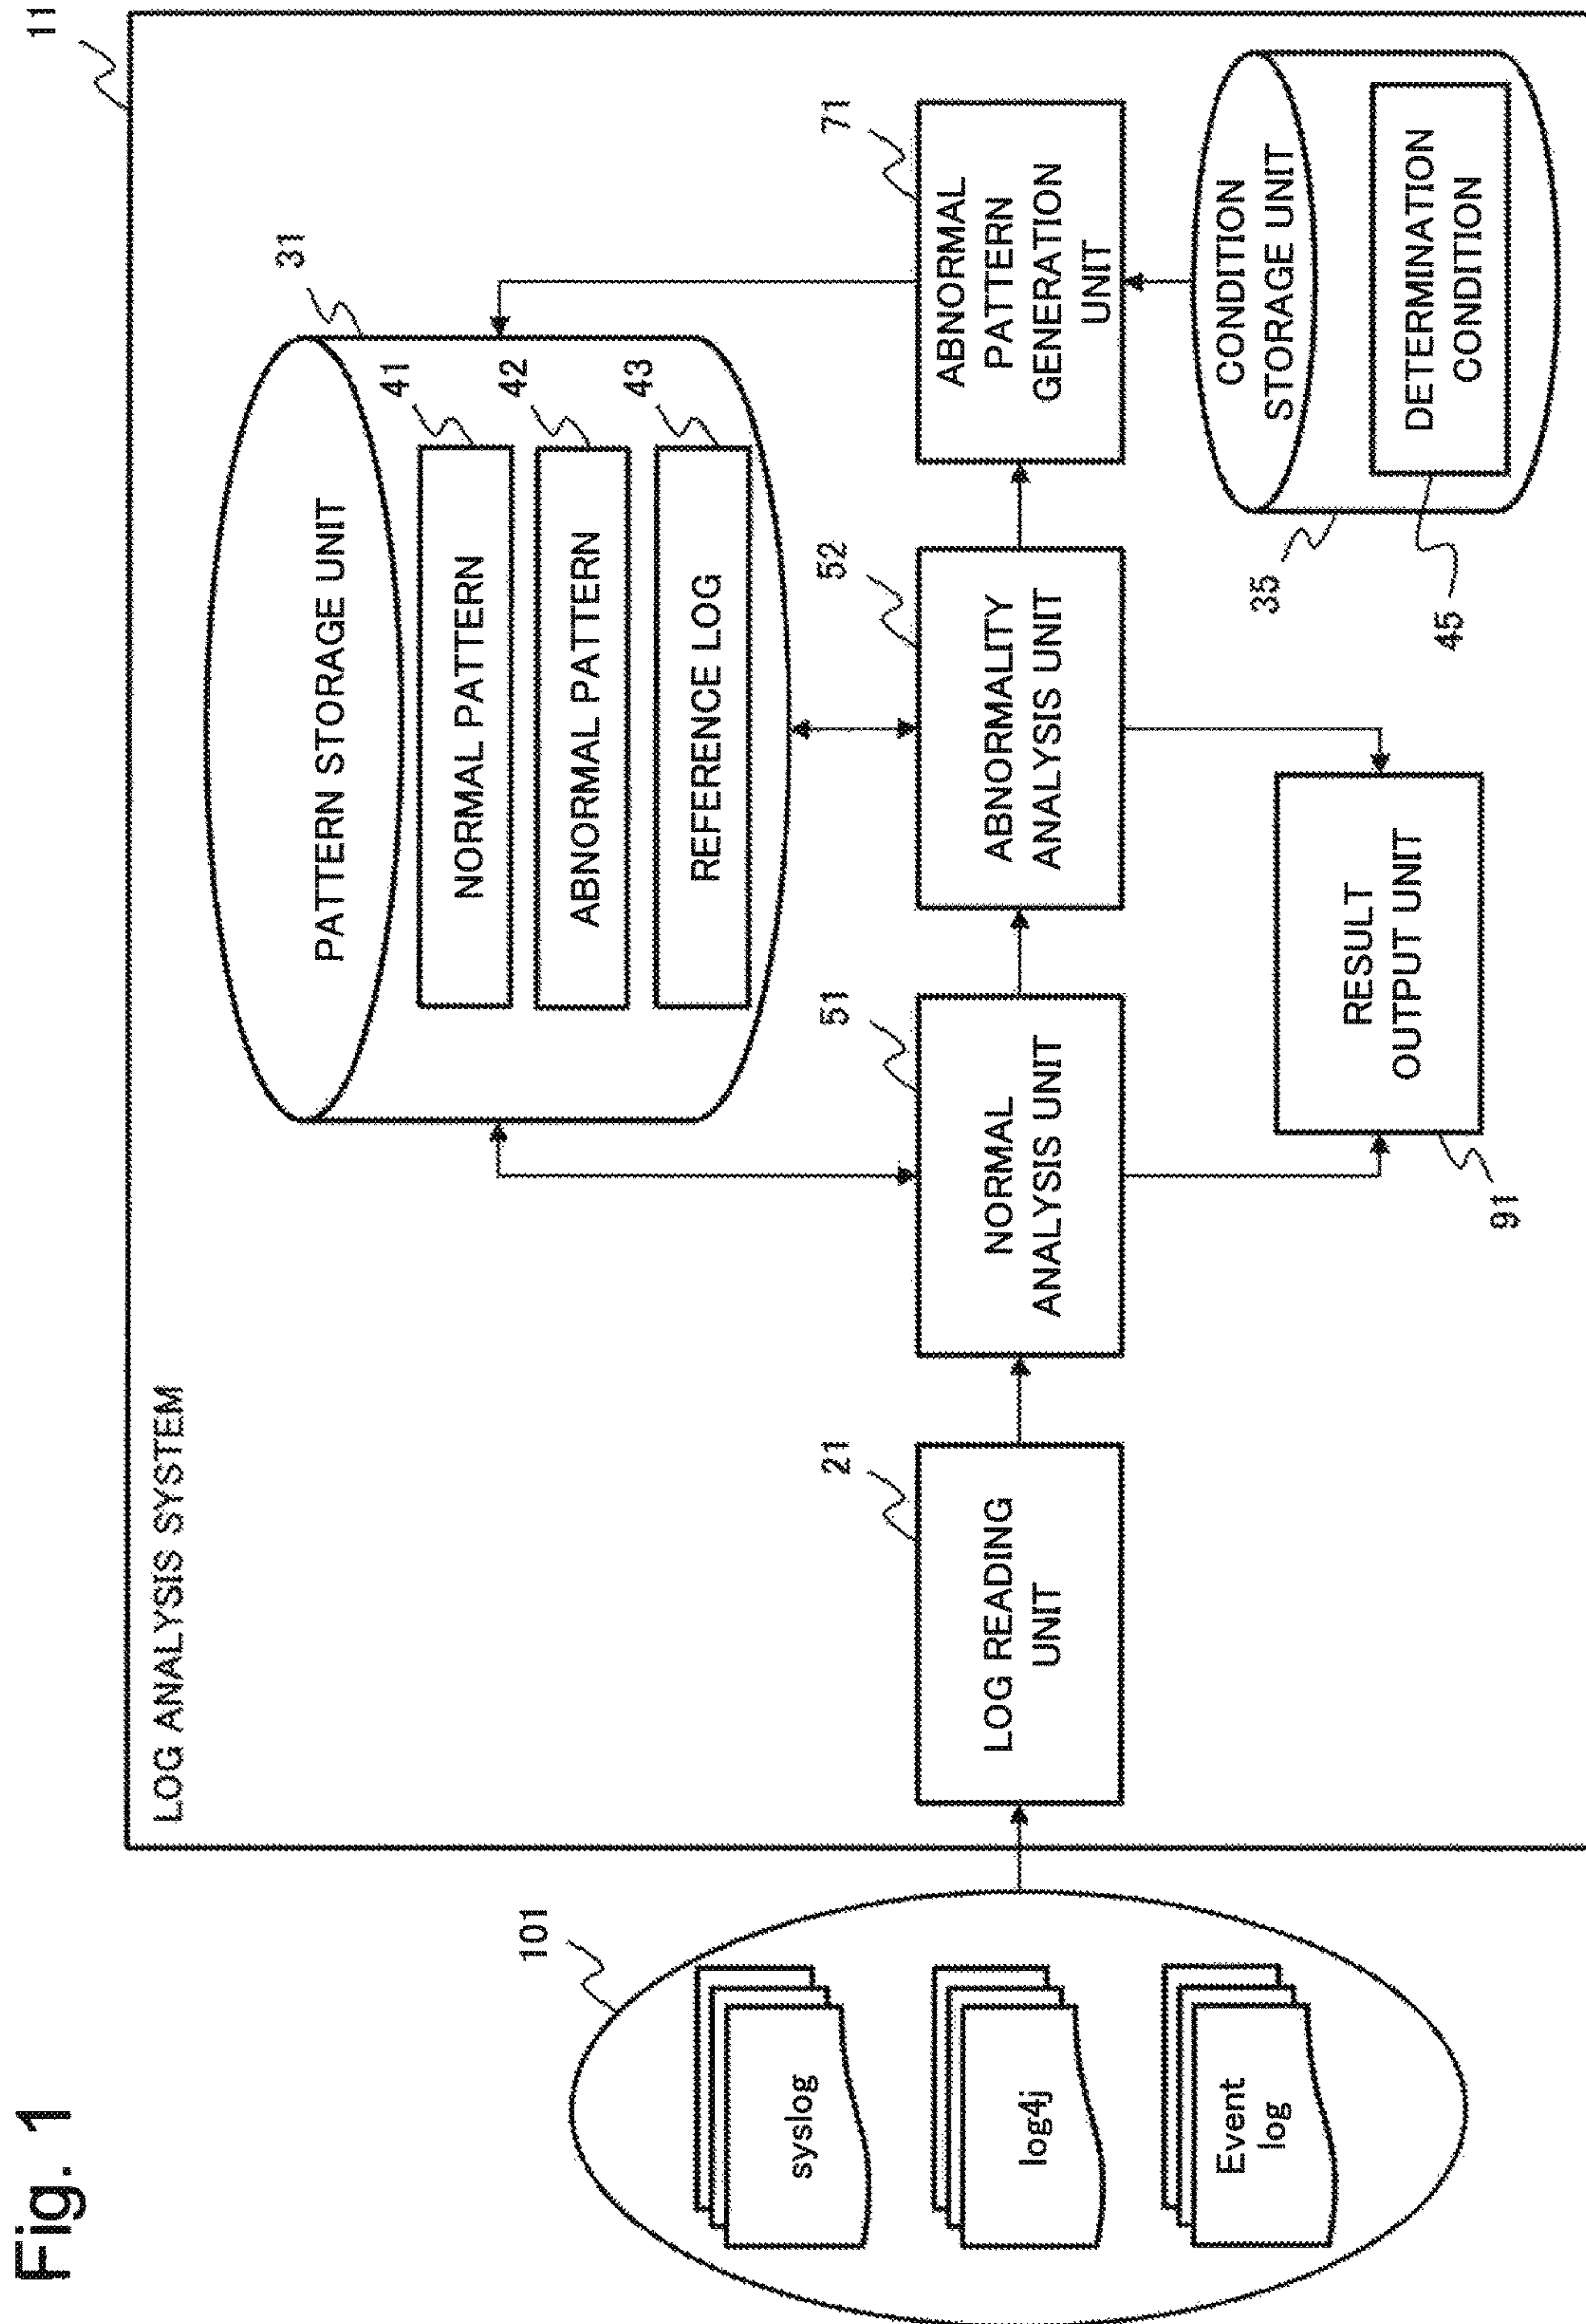 Fig. 1
11
LOG ANALYSIS SYSTEM
31
PATTERN STORAGE UNIT
41
NORMAL PATTERN
42
ABNORMAL PATTERN
43
REFERENCE LOG
101
syslog
log4j
Event
log
21
LOG READING
UNIT
51
NORMAL
ANALYSIS UNIT
52
ABNORMALITY
ANALYSIS UNIT
71
ABNORMAL
PATTERN
GENERATION
UNIT
91
RESULT
OUTPUT UNIT
35
CONDITION
STORAGE UNIT
45
DETERMINATION
CONDITION